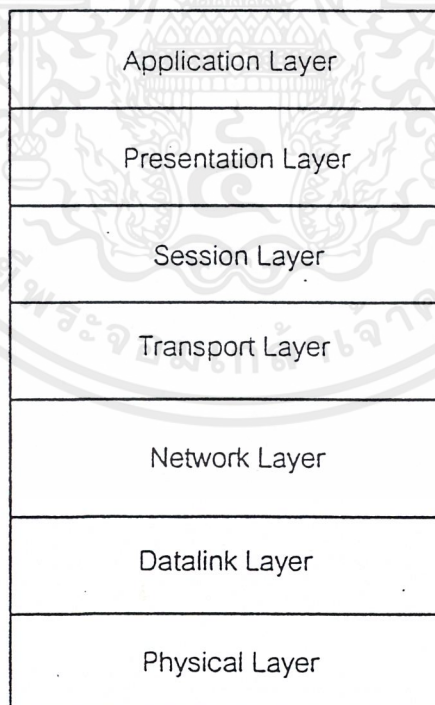 Application Layer
Presentation Layer
Session Layer
Transport Layer
Network Layer
Datalink Layer
Physical Layer